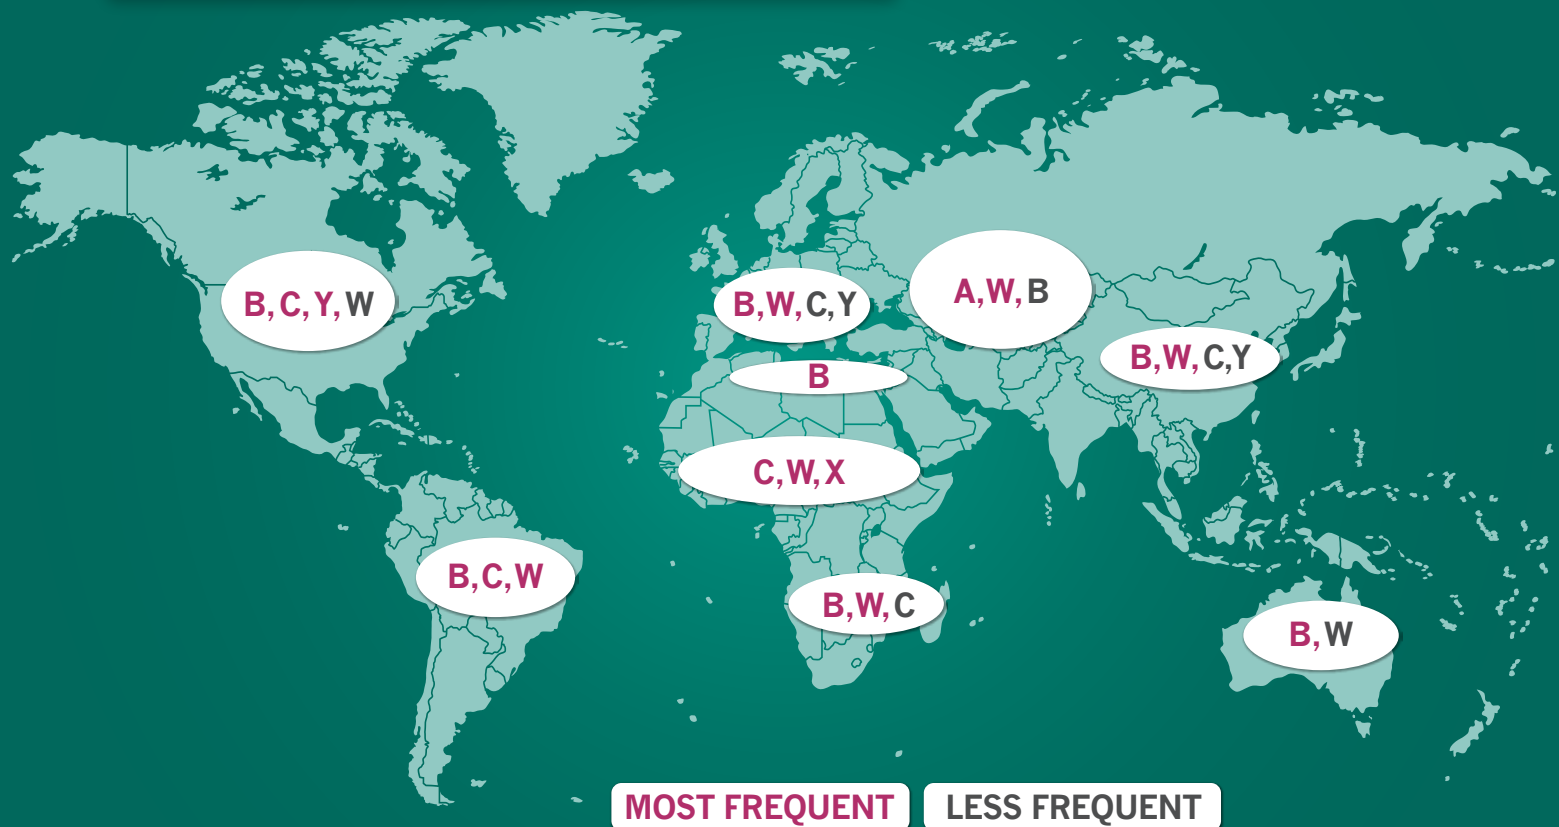 A,W,B
B,C,Y,W
B,W,C,Y
B,W,C,Y
B
C,W,X
B,C,W
B,W,C
B,W
MOST FREQUENT
LESS FREQUENT